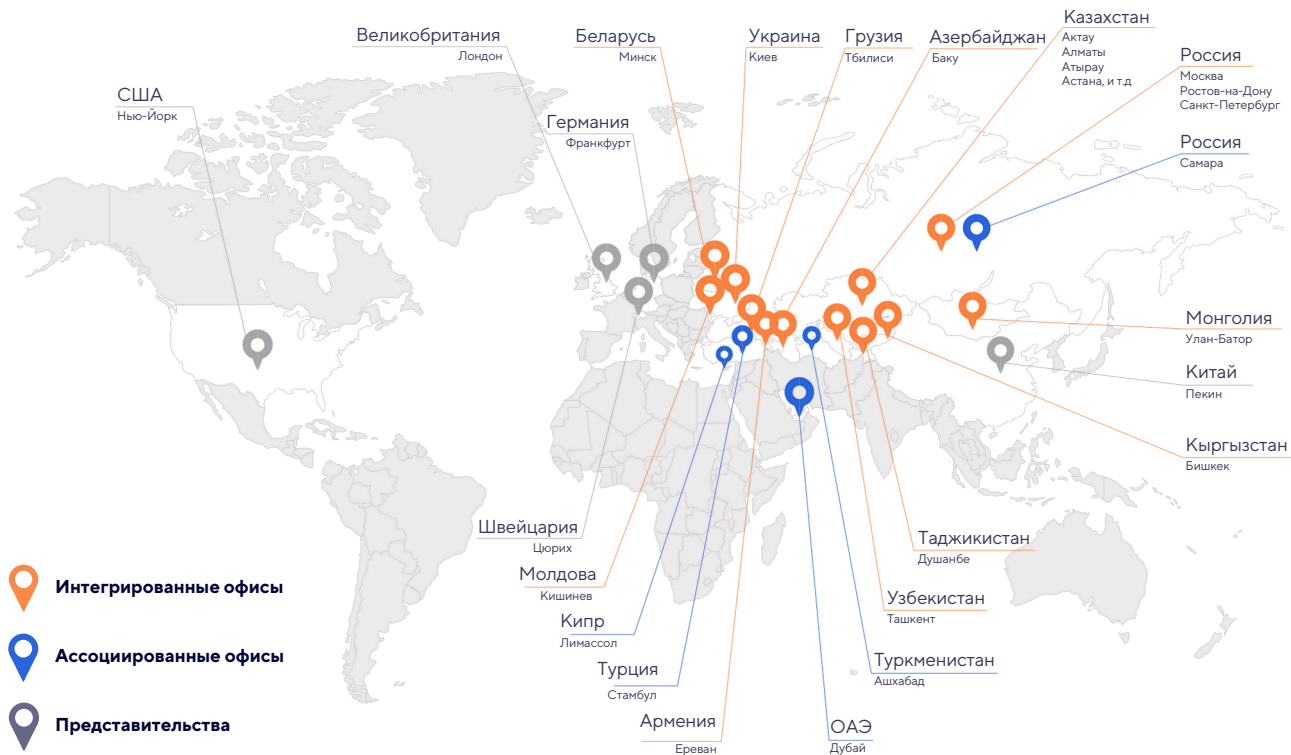 Великобритания
Лондон
Беларусь
Минск
Украина
Киев
Грузия
Тбилиси
Азербайджан
Баку
Казахстан
Актау
Алматы
Атырау
Астана, и т.д
Россия
Москва
Ростов-на-Дону
Санкт-Петербург
США
Нью-Йорк
Германия
Франкфурт
Россия
Самара
Монголия
Улан-Батор
Китай
Пекин
Кыргызстан
Бишкек
Швейцария
Цюрих
Таджикистан
Душанбе
Молдова
Кишинев
Узбекистан
Ташкент
Кипр
Лимассол
Туркменистан
Ашхабад
Турция
Стамбул
Армения
Ереван
ОАЭ
Дубай
Интегрированные офисы
Ассоциированные офисы
Представительства